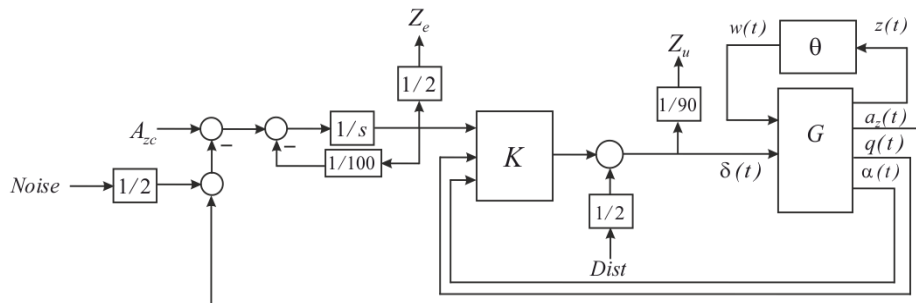 Z_e
Z_u
w(t)
θ
z(t)
1/2
1/90
A_zc
1/s
K
G
a_z(t)
q(t)
α(t)
1/100
δ(t)
Noise
1/2
1/2
Dist